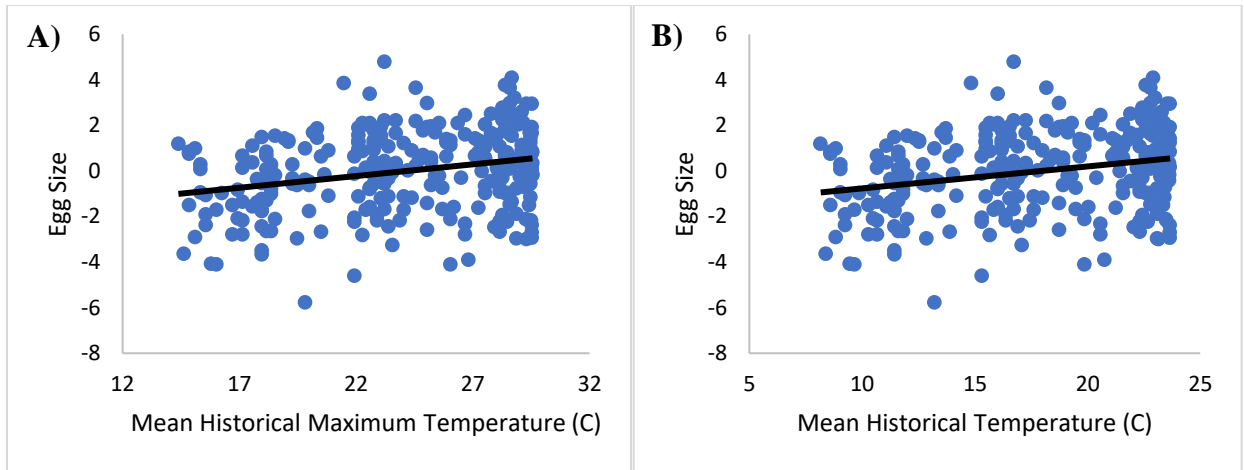 A)
6
4
2
0
-2
-4
-6
-8
Egg Size
12 17 22 27 32
Mean Historical Maximum Temperature (C)
B)
6
4
2
0
-2
-4
-6
-8
Egg Size
5 10 15 20 25
Mean Historical Temperature (C)